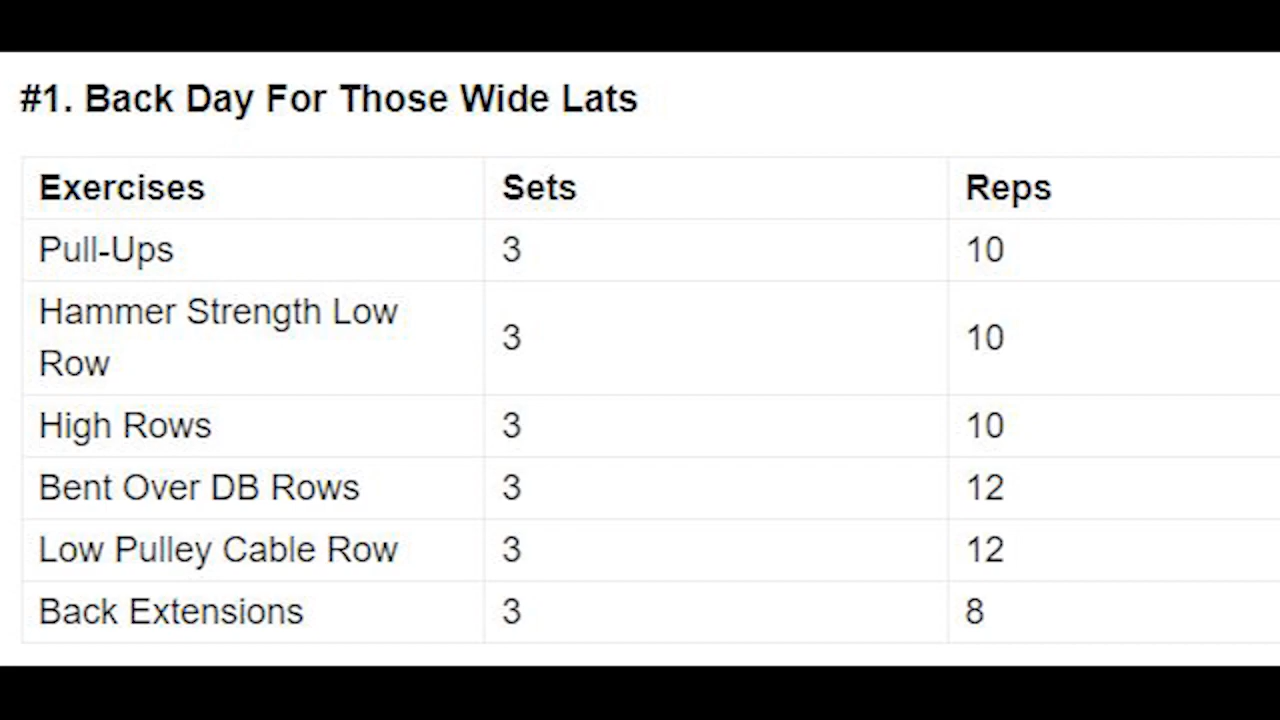 #1. Back Day For Those Wide Lats
Exercises Sets Reps
Pull-Ups 3 10
Hammer Strength Low
Row 3 10
High Rows 3 10
Bent Over DB Rows 3 12
Low Pulley Cable Row 3 12
Back Extensions 3 8